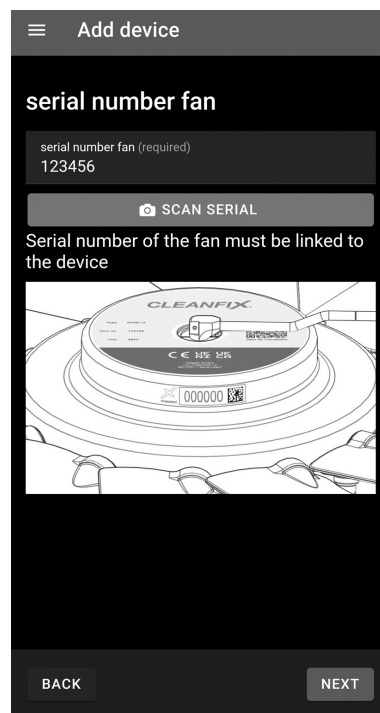 Add device
serial number fan
serial number fan (required)
123456
SCAN SERIAL
Serial number of the fan must be linked to
the device
CLEANFIX
000000
BACK
NEXT